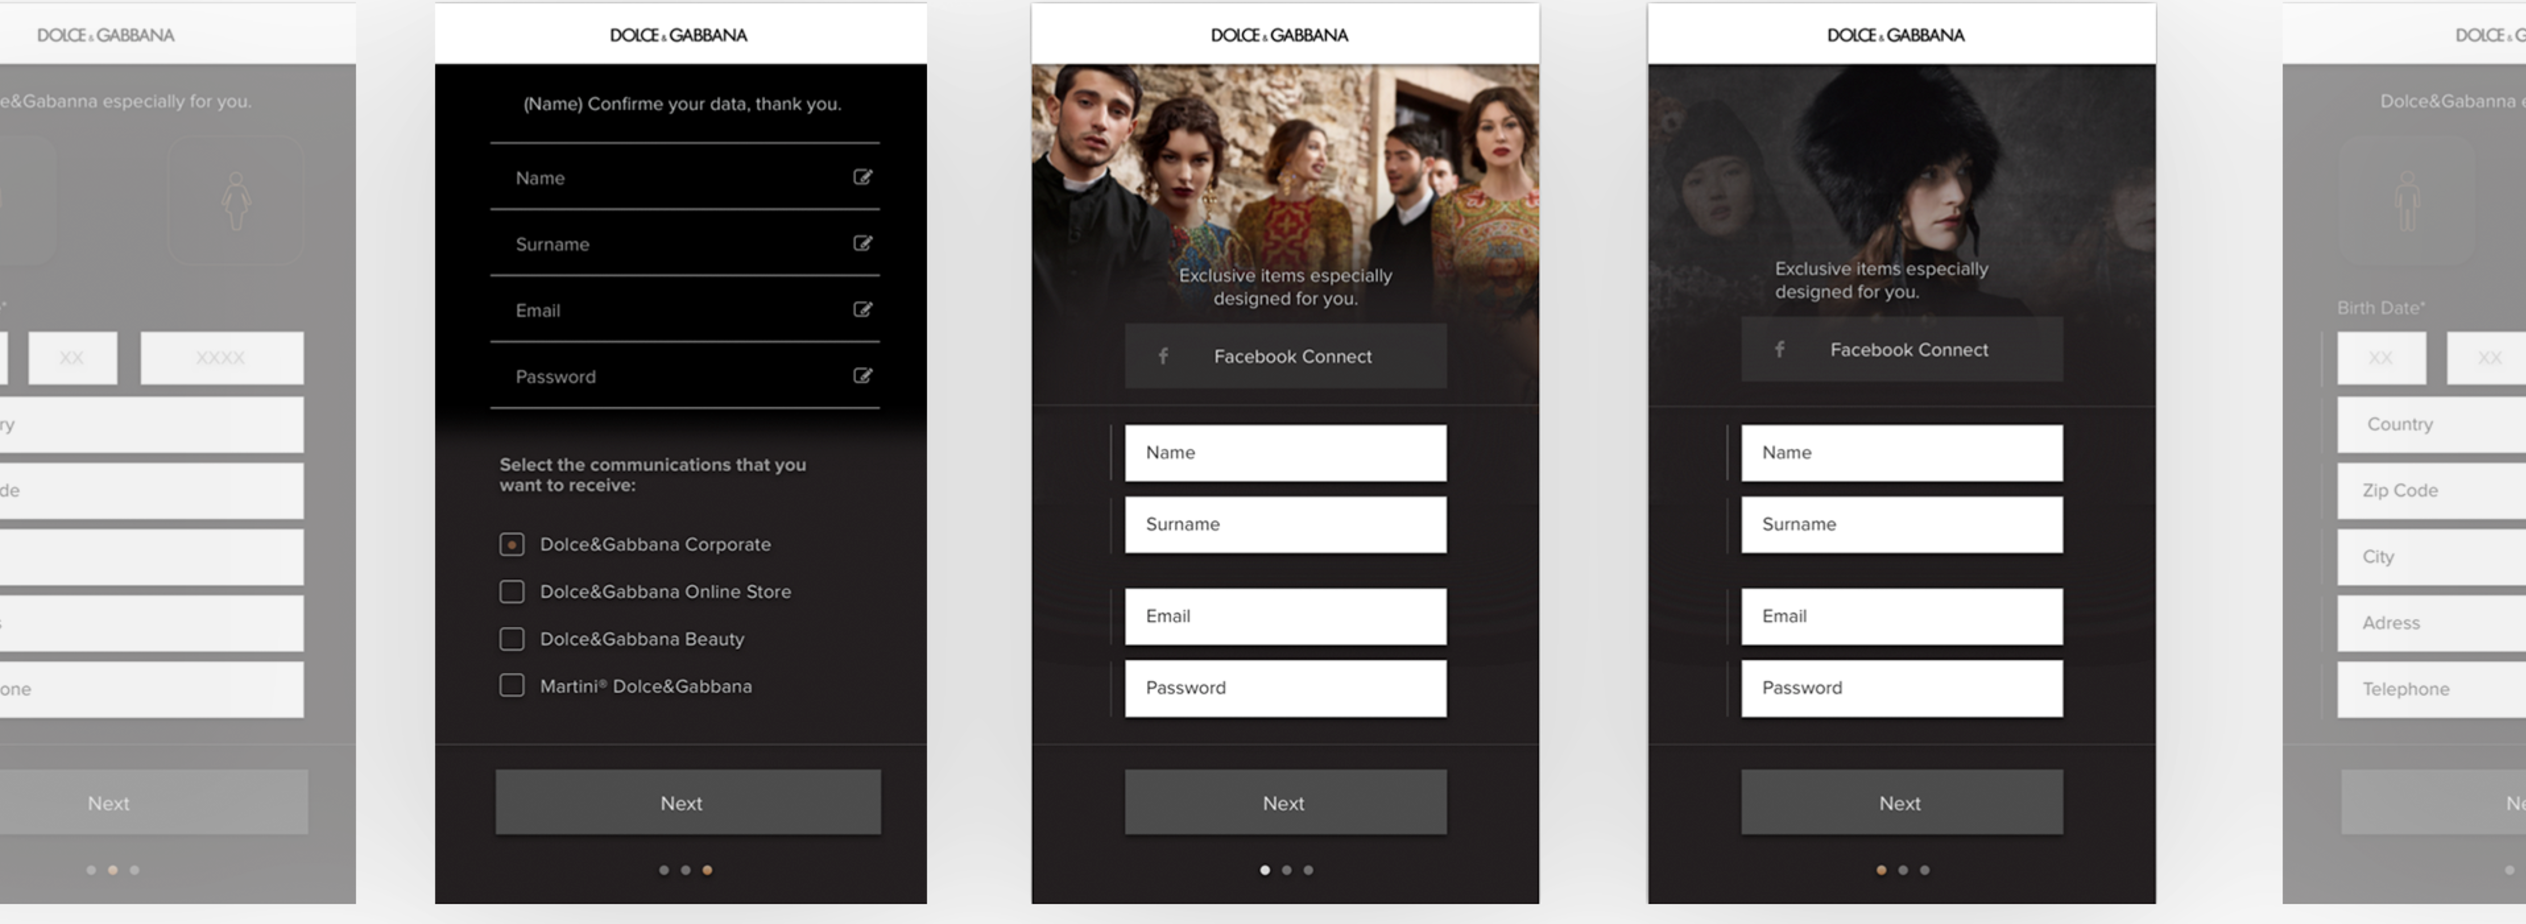 DOLCE & GABBANA
e&Gabanna especially for you.
XX
XXXX
ry
de
one
Next
DOLCE & GABBANA
(Name) Confirme your data, thank you.
Name
Surname
Email
Password
Select the communications that you
want to receive:
Dolce&Gabbana Corporate
Dolce&Gabbana Online Store
Dolce&Gabbana Beauty
Martini® Dolce&Gabbana
Next
DOLCE & GABBANA
Exclusive items especially
designed for you.
f Facebook Connect
Name
Surname
Email
Password
Next
DOLCE & GABBANA
Exclusive items especially
designed for you.
f Facebook Connect
Name
Surname
Email
Password
Next
DOLCE & G
Dolce&Gabanna e
Birth Date*
XX
XX
Country
Zip Code
City
Adress
Telephone
Ne